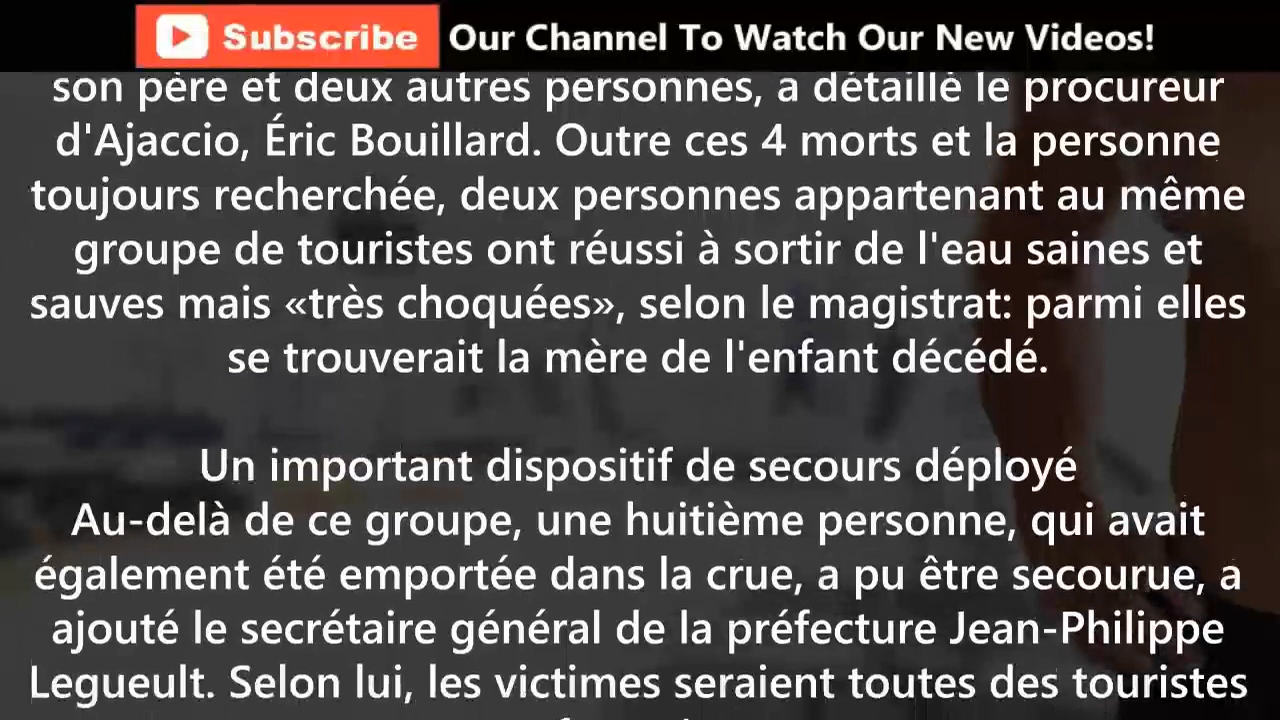 Subscribe Our Channel To Watch Our New Videos!
son père et deux autres personnes, a détaillé le procureur
d'Ajaccio, Éric Bouillard. Outre ces 4 morts et la personne
toujours recherchée, deux personnes appartenant au même
groupe de touristes ont réussi à sortir de l'eau saines et
sauves mais «très choquées», selon le magistrat: parmi elles
se trouverait la mère de l'enfant décédé.
Un important dispositif de secours déployé
Au-delà de ce groupe, une huitième personne, qui avait
également été emportée dans la crue, a pu être secourue, a
ajouté le secrétaire général de la préfecture Jean-Philippe
Legueult. Selon lui, les victimes seraient toutes des touristes